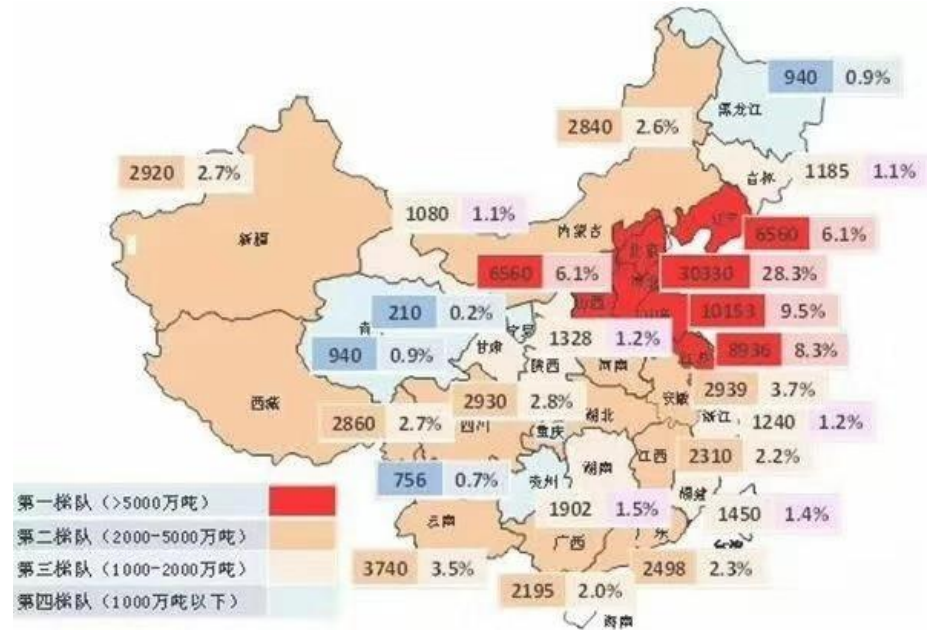 940 0.9%
黑龙江
2840 2.6%
2920 2.7%
吉林
1185 1.1%
1080 1.1%
新疆
内蒙古
辽宁
6560 6.1%
北京
6560 6.1%
30330 28.3%
山西
210 0.2%
10153 9.5%
1328 1.2%
甘肃
8936 8.3%
940 0.9%
陕西
河南
2939 3.7%
西藏
2930 2.8%
安徽
浙江
2860 2.7%
四川
重庆
湖北
1240 1.2%
江西
2310 2.2%
756 0.7%
贵州
湖南
福建
第一梯队（>5000万吨）
1902 1.5%
1450 1.4%
云南
第二梯队（2000-5000万吨）
广西
台湾
第三梯队（1000-2000万吨）
3740 3.5%
2498 2.3%
2195 2.0%
第四梯队（1000万吨以下）
海南